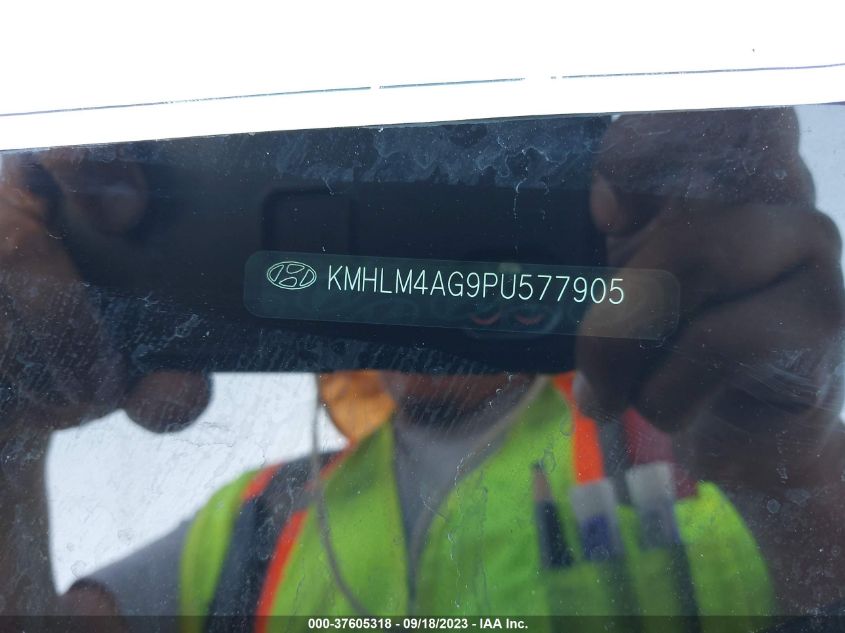 KMHLM4AG9PU577905
000-37605318 - 09/18/2023 - IAA Inc.